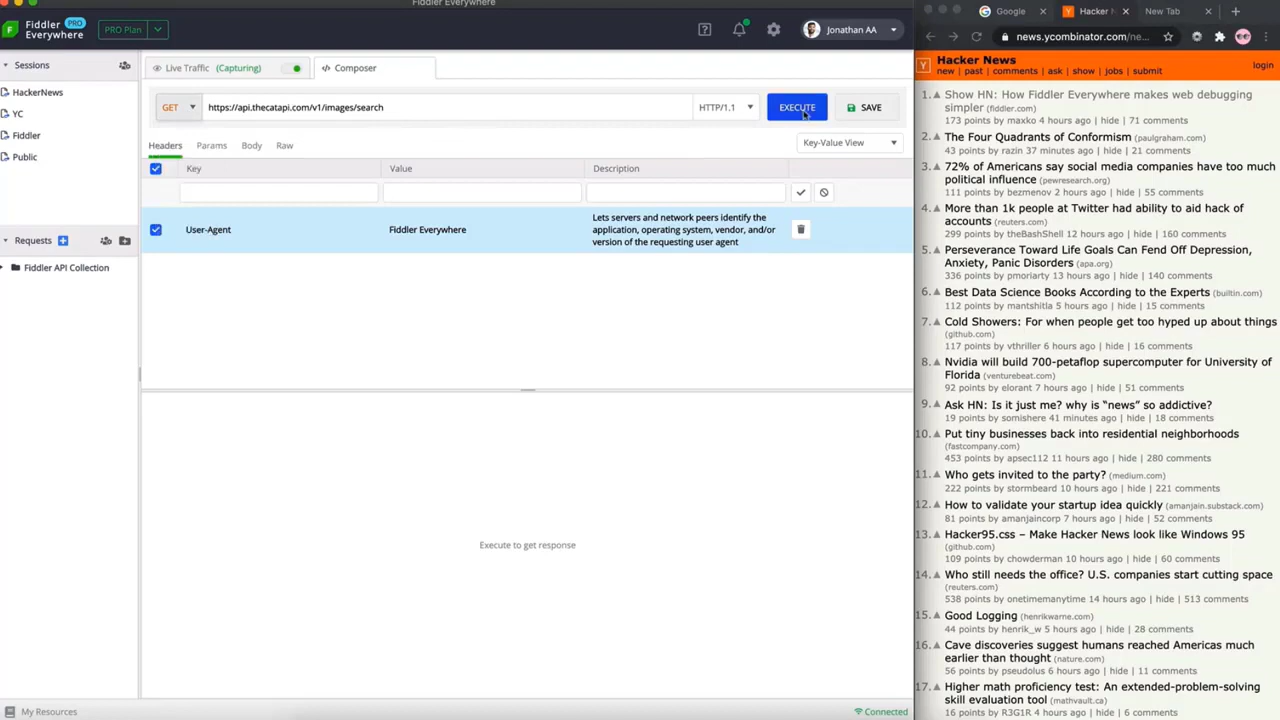 Fiddler Everywhere
Fiddler PRO
Everywhere
PRO Plan
Jonathan AA
Sessions
HackerNews
YC
Fiddler
Public
Requests
Fiddler API Collection
My Resources
Live Traffic (Capturing)
</> Composer
GET
https://api.thecatapi.com/v1/images/search
HTTP/1.1
EXECUTE
SAVE
Headers Params Body Raw
Key-Value View
Key Value Description
User-Agent Fiddler Everywhere
Lets servers and network peers identify the
application, operating system, vendor, and/or
version of the requesting user agent
Execute to get response
Connected
Google
Hacker N
New Tab
news.ycombinator.com/ne...
Y
Hacker News
new | past | comments | ask | show | jobs | submit
login
1. Show HN: How Fiddler Everywhere makes web debugging
simpler (fiddler.com)
173 points by maxko 4 hours ago | hide | 71 comments
2. The Four Quadrants of Conformism (paulgraham.com)
43 points by razin 37 minutes ago | hide | 21 comments
3. 72% of Americans say social media companies have too much
political influence (pewresearch.org)
111 points by bezmenov 2 hours ago | hide | 55 comments
4. More than 1k people at Twitter had ability to aid hack of
accounts (reuters.com)
299 points by theBashShell 12 hours ago | hide | 160 comments
5. Perseverance Toward Life Goals Can Fend Off Depression,
Anxiety, Panic Disorders (apa.org)
336 points by pmoriarty 13 hours ago | hide | 140 comments
6. Best Data Science Books According to the Experts (builtin.com)
112 points by mantshitla 5 hours ago | hide | 15 comments
7. Cold Showers: For when people get too hyped up about things
(github.com)
117 points by vthriller 6 hours ago | hide | 16 comments
8. Nvidia will build 700-petaflop supercomputer for University of
Florida (venturebeat.com)
92 points by elorant 7 hours ago | hide | 51 comments
9. Ask HN: Is it just me? why is “news” so addictive?
19 points by somishere 41 minutes ago | hide | 18 comments
10. Put tiny businesses back into residential neighborhoods
(fastcompany.com)
453 points by apsec112 11 hours ago | hide | 280 comments
11. Who gets invited to the party? (medium.com)
222 points by stormbeard 10 hours ago | hide | 221 comments
12. How to validate your startup idea quickly (amanjain.substack.com)
81 points by amanjaincorp 7 hours ago | hide | 52 comments
13. Hacker95.css – Make Hacker News look like Windows 95
(github.com)
109 points by chowderman 10 hours ago | hide | 60 comments
14. Who still needs the office? U.S. companies start cutting space
(reuters.com)
538 points by onetimemanytime 14 hours ago | hide | 513 comments
15. Good Logging (henrikwarne.com)
44 points by henrik_w 5 hours ago | hide | 28 comments
16. Cave discoveries suggest humans reached Americas much
earlier than thought (nature.com)
56 points by pseudolus 6 hours ago | hide | 11 comments
17. Higher math proficiency test: An extended-problem-solving
skill evaluation tool (mathvault.ca)
16 points by R3G1R 4 hours ago | hide | 6 comments